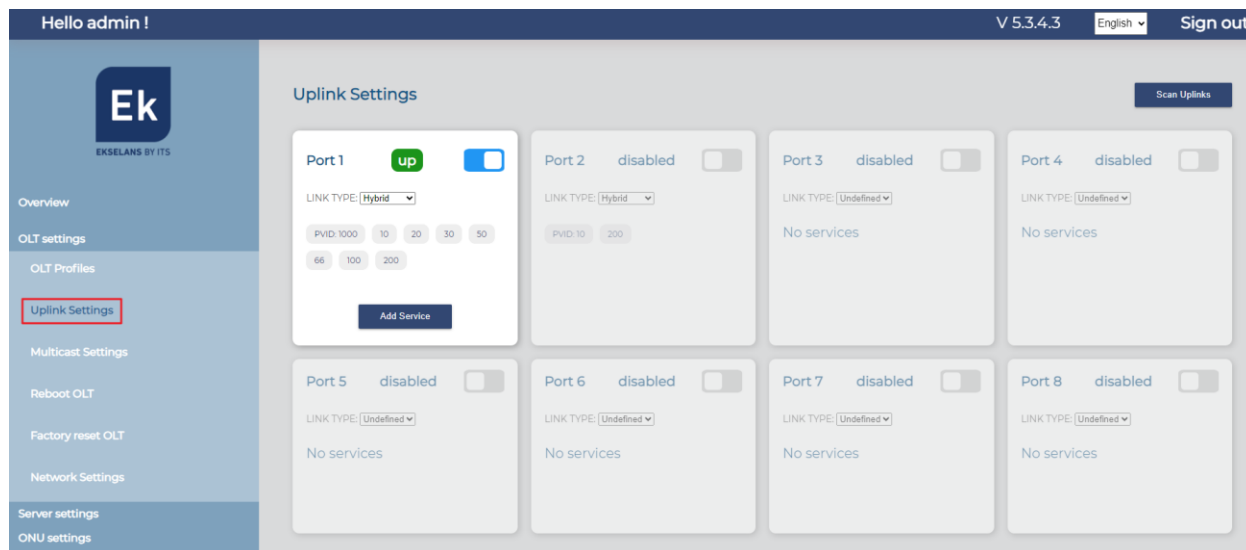 Hello admin ! V 5.3.4.3 English Sign out
Ek
EKSELANS BY ITS
Overview
OLT settings
OLT Profiles
Uplink Settings
Multicast Settings
Reboot OLT
Factory reset OLT
Network Settings
Server settings
ONU settings
Uplink Settings Scan Uplinks
Port 1 up
LINK TYPE: Hybrid
PVID: 1000 10 20 30 50
66 100 200
Add Service
Port 2 disabled
LINK TYPE: Hybrid
PVID: 10 200
Port 3 disabled
LINK TYPE: Undefined
No services
Port 4 disabled
LINK TYPE: Undefined
No services
Port 5 disabled
LINK TYPE: Undefined
No services
Port 6 disabled
LINK TYPE: Undefined
No services
Port 7 disabled
LINK TYPE: Undefined
No services
Port 8 disabled
LINK TYPE: Undefined
No services